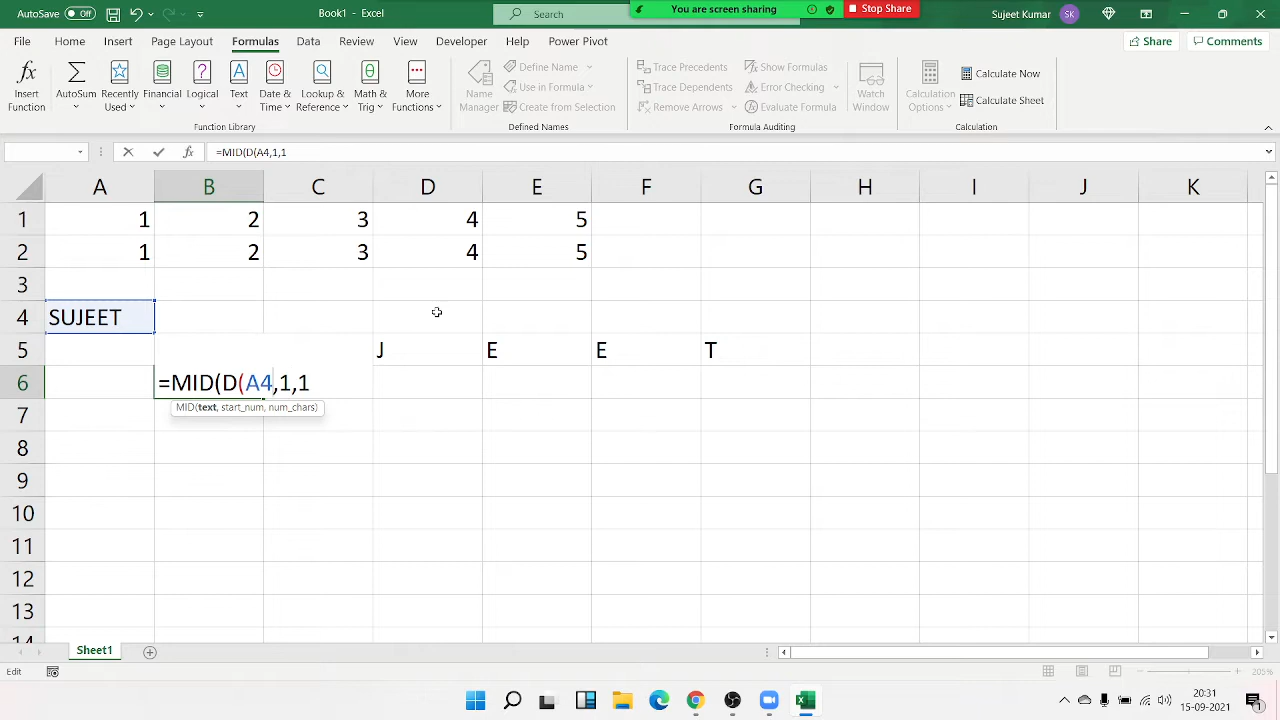 AutoSave Off Book1 - Excel Search You are screen sharing Stop Share Sujeet Kumar SK
File Home Insert Page Layout Formulas Data Review View Developer Help Power Pivot Share Comments
Insert Function AutoSum Recently Used Financial Logical Text Date & Time Lookup & Reference Math & Trig More Functions
Name Manager Define Name Use in Formula Create from Selection
Trace Precedents Trace Dependents Remove Arrows Show Formulas Error Checking Evaluate Formula Watch Window
Calculation Options Calculate Now Calculate Sheet
Function Library Defined Names Formula Auditing Calculation
fx =MID(D(A4,1,1
A B C D E F G H I J K
1 1 2 3 4 5
2 1 2 3 4 5
3
4 SUJEET
5 J E E T
6 =MID(D(A4,1,1
MID(text, start_num, num_chars)
7
8
9
10
11
12
13
14
Sheet1
Edit 205%
20:31
15-09-2021